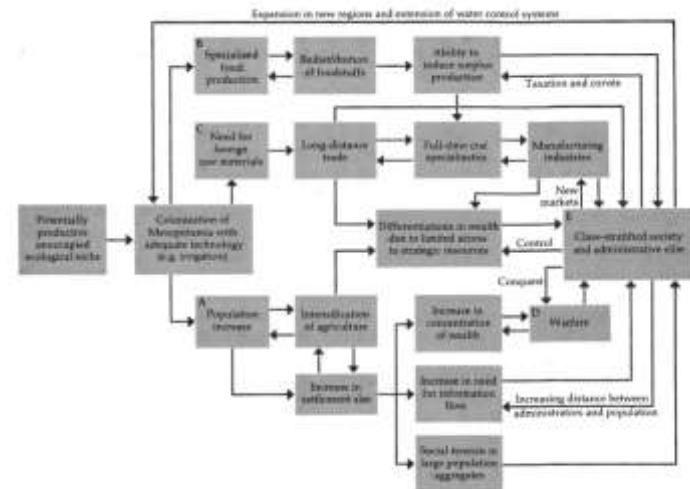 Expansion in new regions and extension of water control systems
B
Specialized
food
production
Redistribution
of foodstuffs
Ability to
induce surplus
production
Taxation and corvée
C
Need for
foreign
raw materials
Long-distance
trade
Full-time craft
specialization
Manufacturing
industries
New
markets
Potentially
productive
unoccupied
ecological niche
Colonization of
Mesopotamia with
adequate technology
(e.g. irrigation)
Differentiation in wealth
due to limited access
to strategic resources
Control
E
Class-stratified society
and administrative elite
Conquest
A
Population
increase
Intensification
of agriculture
Increase in
concentration
of wealth
D
Warfare
Increase in
settlement size
Increase in need
for information
flow
Increasing distance between
administrators and population
Social tension in
large population
aggregates